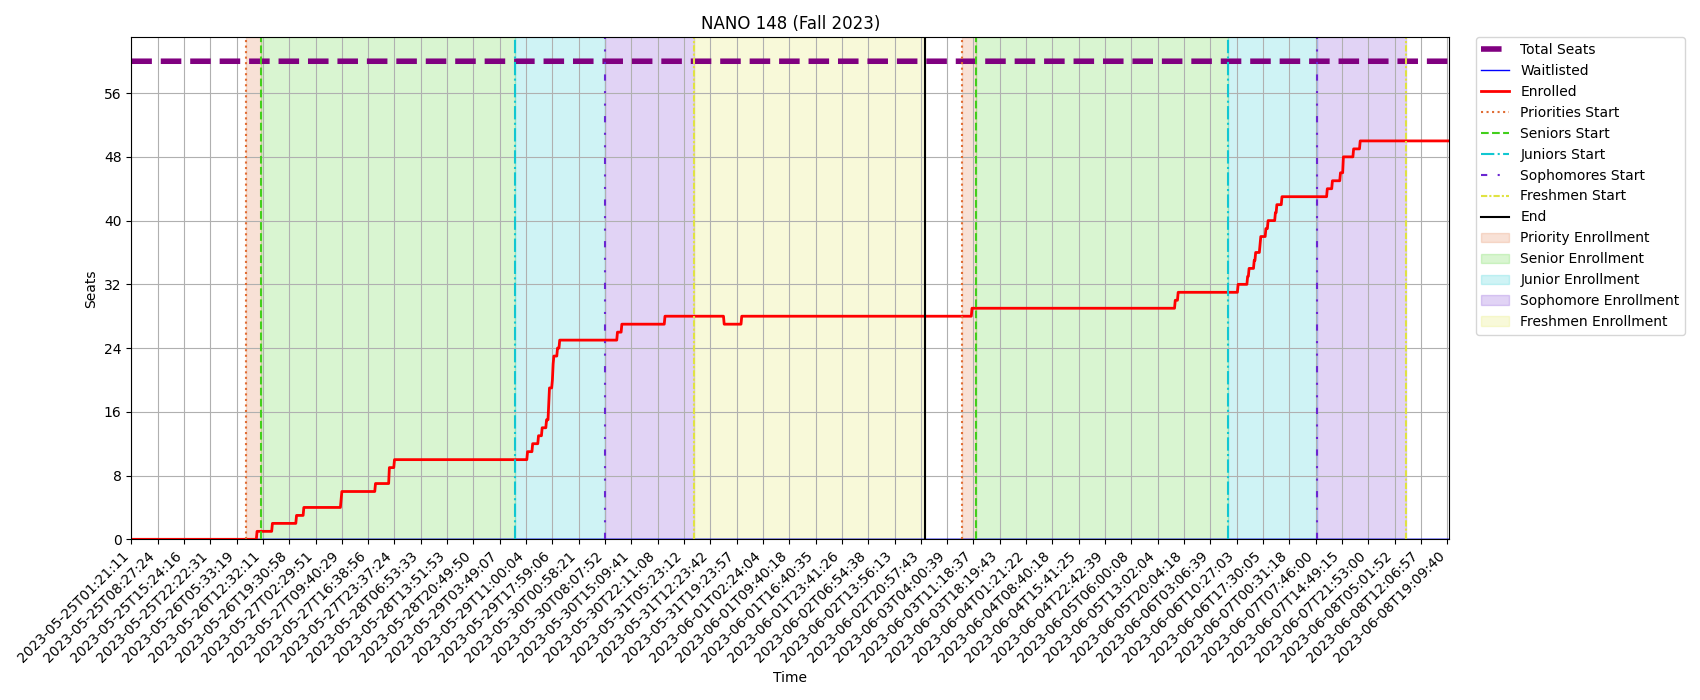 NANO 148 (Fall 2023)
Total Seats
Waitlisted
Enrolled
Priorities Start
Seniors Start
Juniors Start
Sophomores Start
Freshmen Start
End
Priority Enrollment
Senior Enrollment
Junior Enrollment
Sophomore Enrollment
Freshmen Enrollment
Seats
56
48
40
32
24
16
8
0
2023-05-25T01:21:11
2023-05-25T08:27:24
2023-05-25T15:24:16
2023-05-25T22:22:31
2023-05-26T05:33:19
2023-05-26T12:32:11
2023-05-26T19:30:58
2023-05-27T02:29:51
2023-05-27T09:40:29
2023-05-27T16:38:56
2023-05-27T23:37:24
2023-05-28T06:53:33
2023-05-28T13:51:53
2023-05-28T20:49:50
2023-05-29T03:49:07
2023-05-29T11:00:04
2023-05-29T17:59:06
2023-05-30T00:58:21
2023-05-30T08:07:52
2023-05-30T15:09:41
2023-05-30T22:11:08
2023-05-31T05:23:12
2023-05-31T12:23:42
2023-05-31T19:23:57
2023-06-01T02:24:04
2023-06-01T09:40:18
2023-06-01T16:40:35
2023-06-01T23:41:26
2023-06-02T06:54:38
2023-06-02T13:56:13
2023-06-02T20:57:43
2023-06-03T04:00:39
2023-06-03T11:18:37
2023-06-03T18:19:43
2023-06-04T01:21:22
2023-06-04T08:40:18
2023-06-04T15:41:25
2023-06-04T22:42:39
2023-06-05T06:00:08
2023-06-05T13:02:04
2023-06-05T20:04:18
2023-06-06T03:06:39
2023-06-06T10:27:03
2023-06-06T17:30:05
2023-06-07T00:31:18
2023-06-07T07:46:00
2023-06-07T14:49:15
2023-06-07T21:53:00
2023-06-08T05:01:52
2023-06-08T12:06:57
2023-06-08T19:09:40
Time